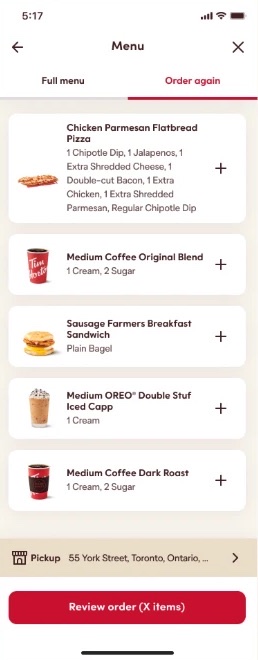 5:17
Menu
Full menu
Order again
Chicken Parmesan Flatbread
Pizza
1 Chipotle Dip, 1 Jalapenos, 1
Extra Shredded Cheese, 1
Double-cut Bacon, 1 Extra
Chicken, 1 Extra Shredded
Parmesan, Regular Chipotle Dip
Tim
Hortons
Medium Coffee Original Blend
1 Cream, 2 Sugar
Sausage Farmers Breakfast
Sandwich
Plain Bagel
Medium OREO® Double Stuf
Iced Capp
1 Cream
Medium Coffee Dark Roast
1 Cream, 2 Sugar
Pickup 55 York Street, Toronto, Ontario, ...
Review order (X items)